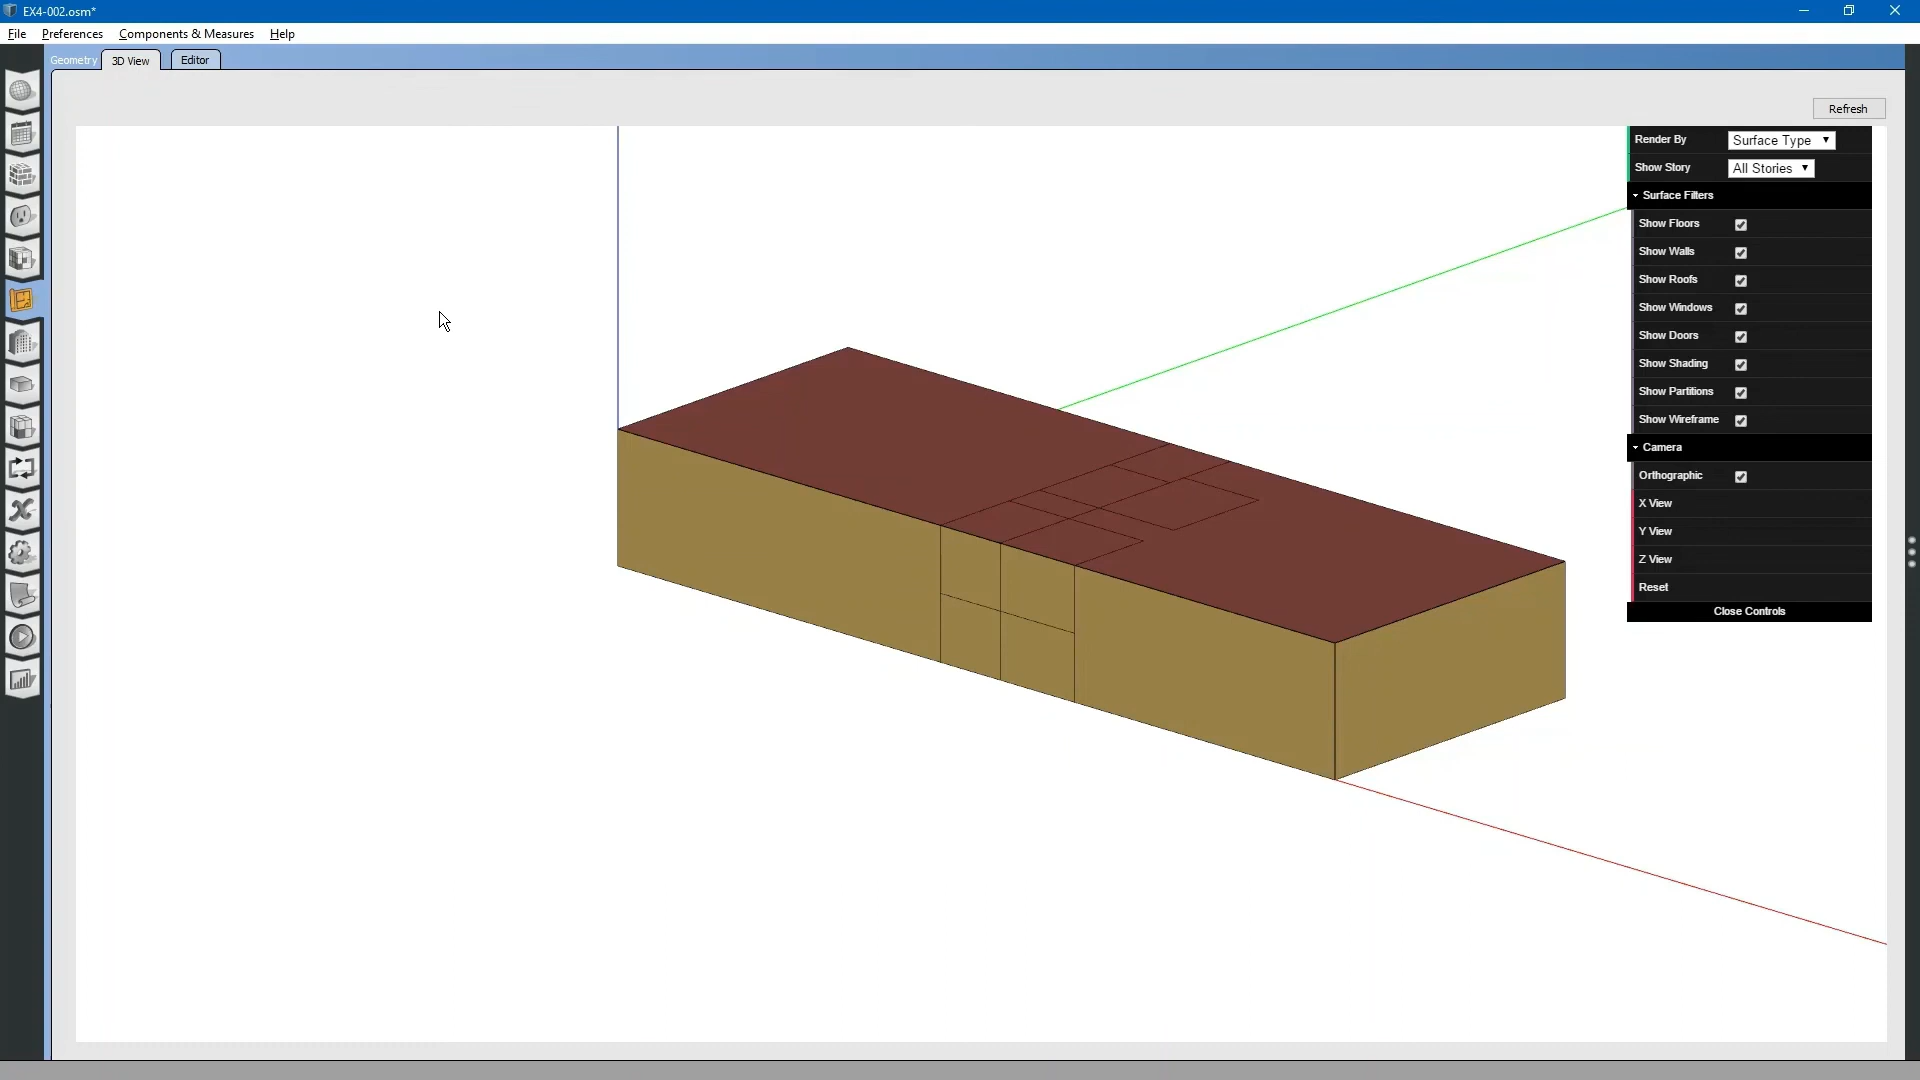 EX4-002.osm*
File Preferences Components & Measures Help
Geometry 3D View Editor
Refresh
Render By Surface Type
Show Story All Stories
Surface Filters
Show Floors
Show Walls
Show Roofs
Show Windows
Show Doors
Show Shading
Show Partitions
Show Wireframe
Camera
Orthographic
X View
Y View
Z View
Reset
Close Controls